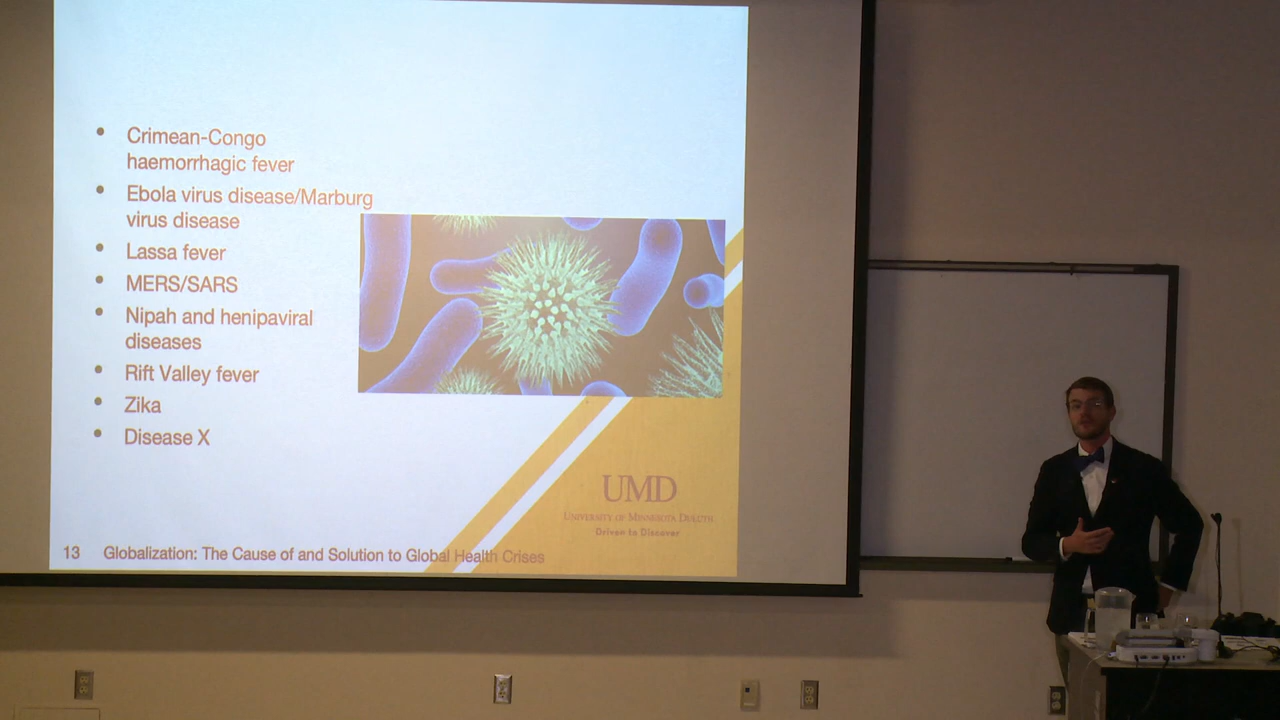 Crimean-Congo
haemorrhagic fever
Ebola virus disease/Marburg
virus disease
Lassa fever
MERS/SARS
Nipah and henipaviral
diseases
Rift Valley fever
Zika
Disease X
UMD
UNIVERSITY OF MINNESOTA DULUTH
Driven to Discover
13 Globalization: The Cause of and Solution to Global Health Crises